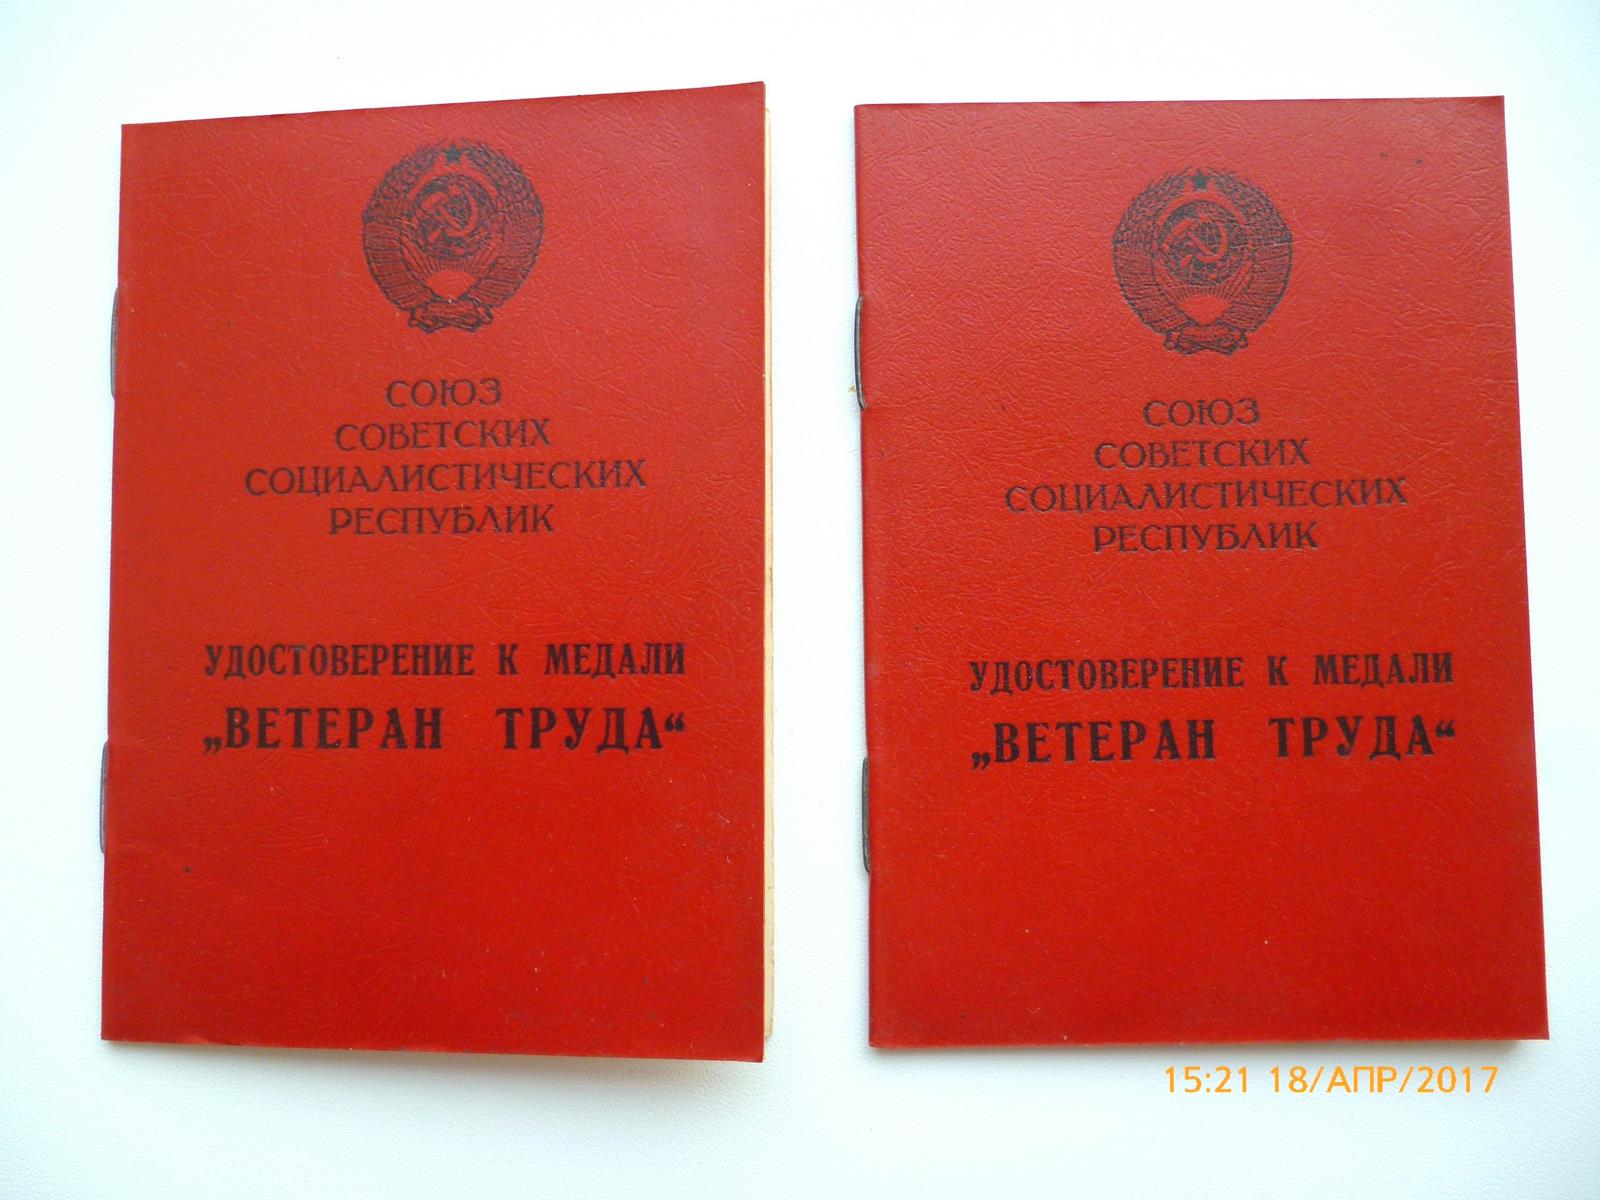 СОЮЗ
СОВЕТСКИХ
СОЦИАЛИСТИЧЕСКИХ
РЕСПУБЛИК
УДОСТОВЕРЕНИЕ К МЕДАЛИ
„ВЕТЕРАН ТРУДА“
СОЮЗ
СОВЕТСКИХ
СОЦИАЛИСТИЧЕСКИХ
РЕСПУБЛИК
УДОСТОВЕРЕНИЕ К МЕДАЛИ
„ВЕТЕРАН ТРУДА“
15:21 18/АПР/2017